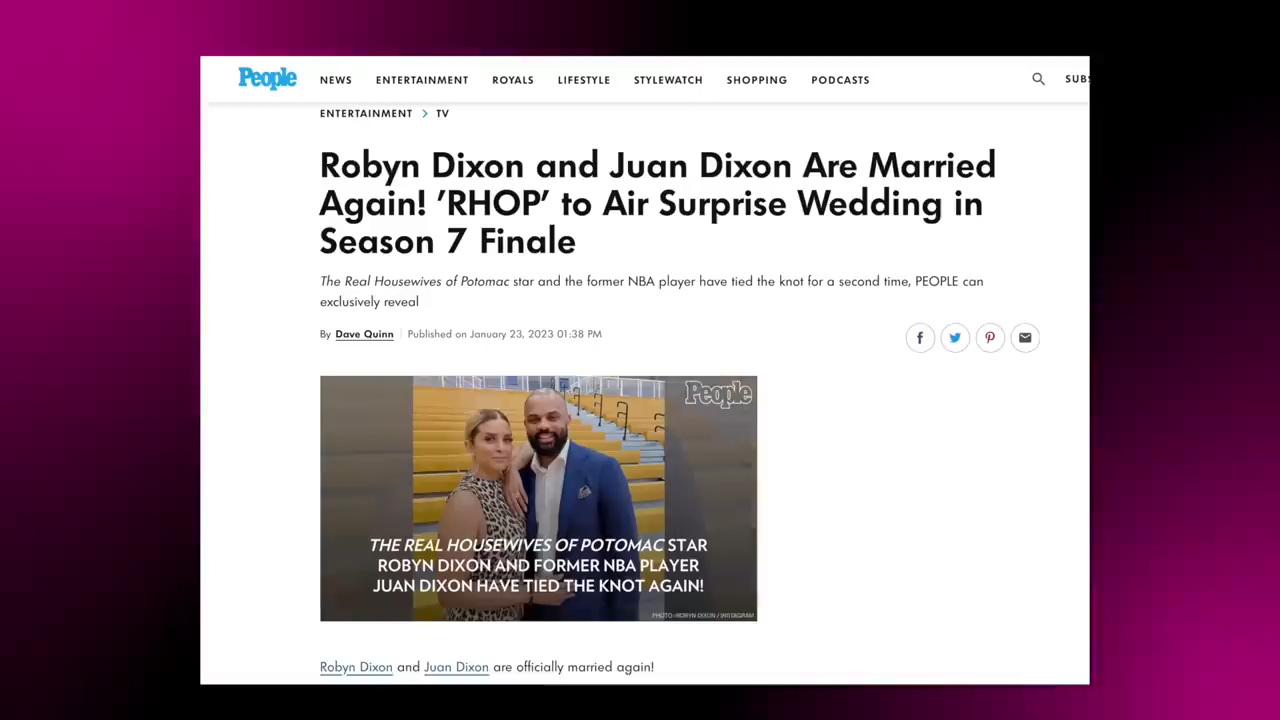 People NEWS ENTERTAINMENT ROYALS LIFESTYLE STYLEWATCH SHOPPING PODCASTS SUBS
ENTERTAINMENT > TV
Robyn Dixon and Juan Dixon Are Married
Again! 'RHOP' to Air Surprise Wedding in
Season 7 Finale
The Real Housewives of Potomac star and the former NBA player have tied the knot for a second time, PEOPLE can
exclusively reveal
By Dave Quinn Published on January 23, 2023 01:38 PM
People
THE REAL HOUSEWIVES OF POTOMAC STAR
ROBYN DIXON AND FORMER NBA PLAYER
JUAN DIXON HAVE TIED THE KNOT AGAIN!
PHOTO: ROBYN DIXON / INSTAGRAM
Robyn Dixon and Juan Dixon are officially married again!